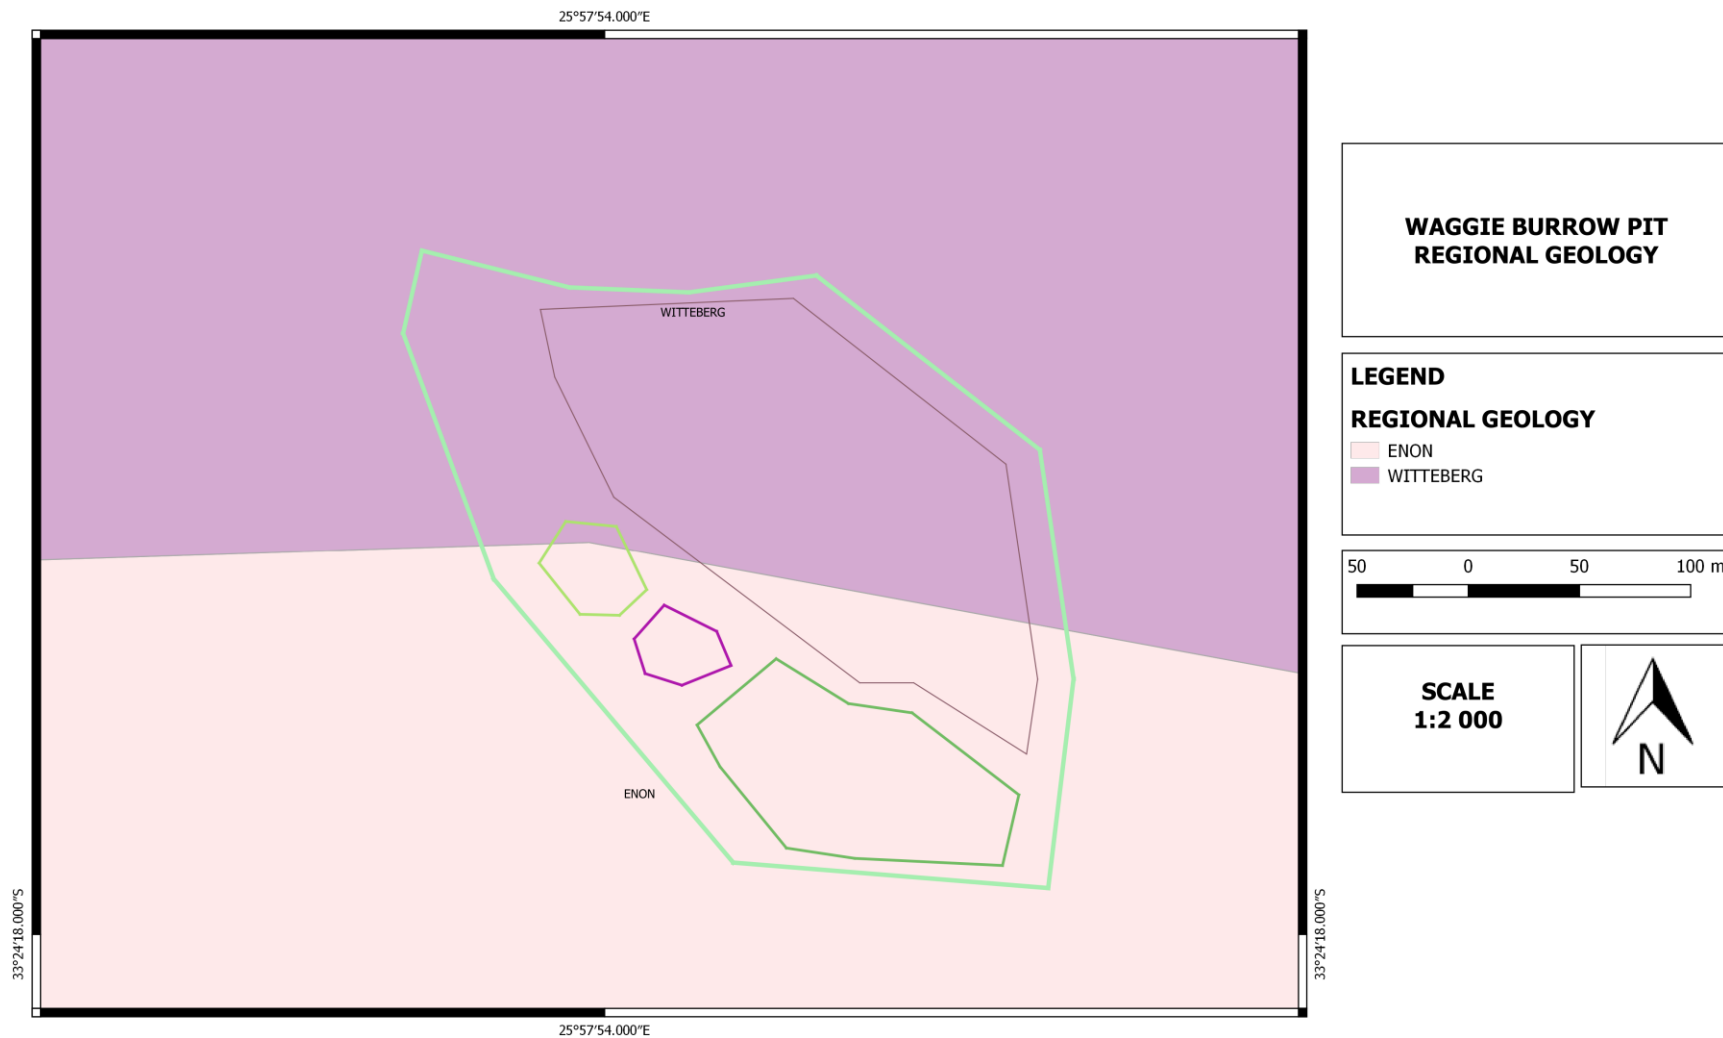 25°57'54.000"E
WAGGIE BURROW PIT
REGIONAL GEOLOGY
WITTEBERG
LEGEND
REGIONAL GEOLOGY
ENON
WITTEBERG
50 0 50 100 m
SCALE
1:2 000
N
ENON
33°24'18.000"S
33°24'18.000"S
25°57'54.000"E